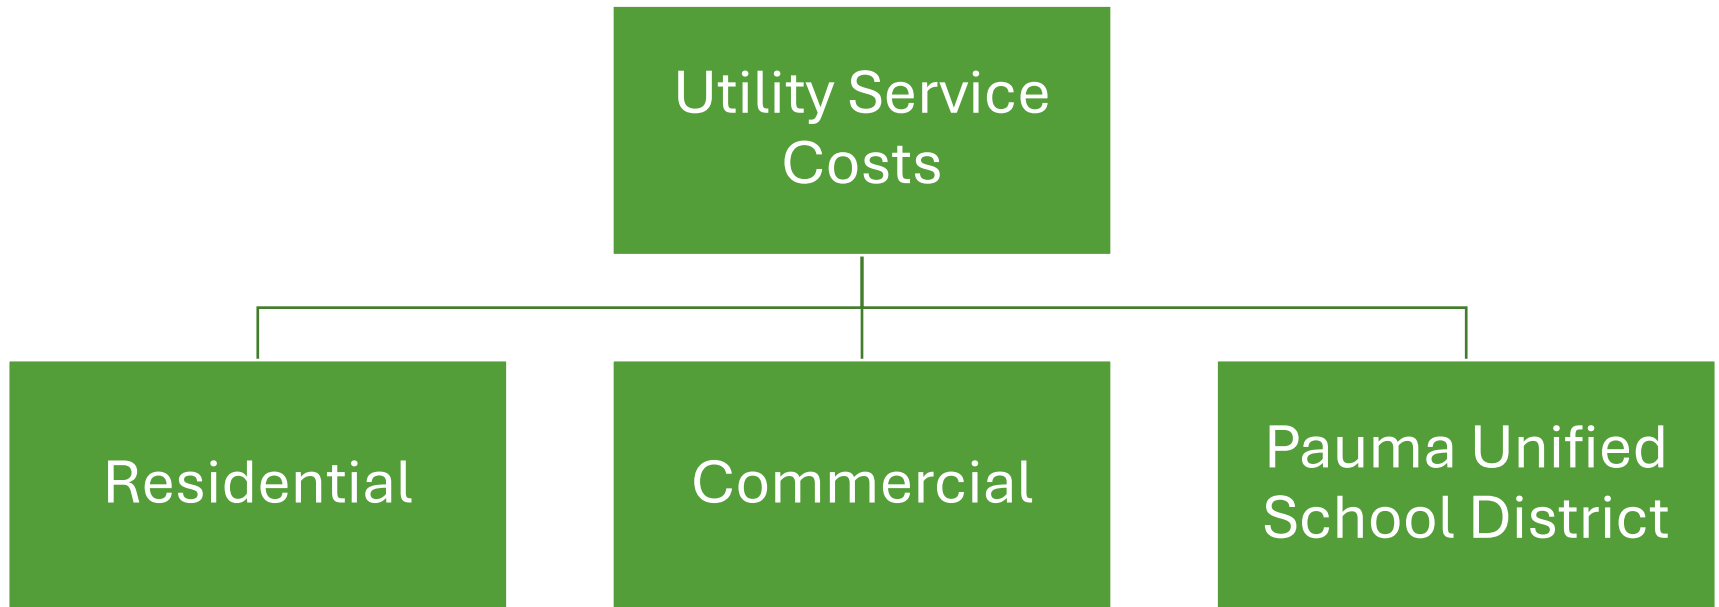 Utility Service
Costs
Residential
Commercial
Pauma Unified
School District